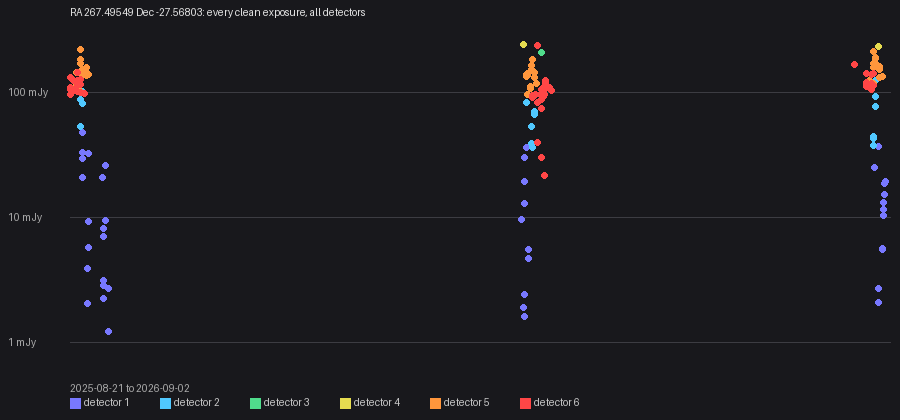 RA 267.49549 Dec -27.56803: every clean exposure, all detectors
100 mJy
10 mJy
1 mJy
2025-08-21 to 2026-09-02
detector 1 detector 2 detector 3 detector 4 detector 5 detector 6